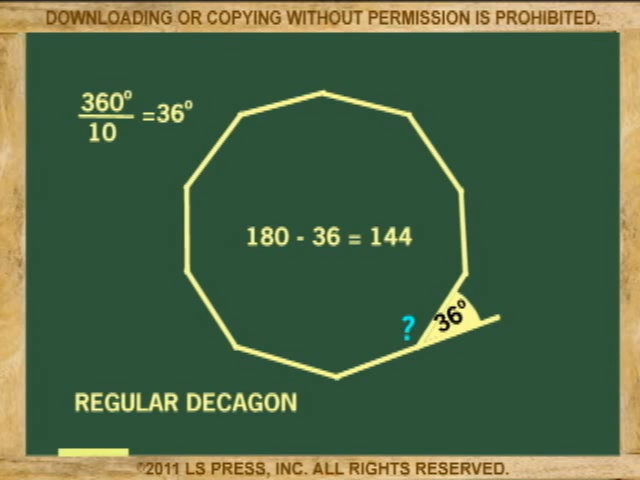 DOWNLOADING OR COPYING WITHOUT PERMISSION IS PROHIBITED.
360°
10
=36°
180 - 36 = 144
?
36°
REGULAR DECAGON
©2011 LS PRESS, INC. ALL RIGHTS RESERVED.